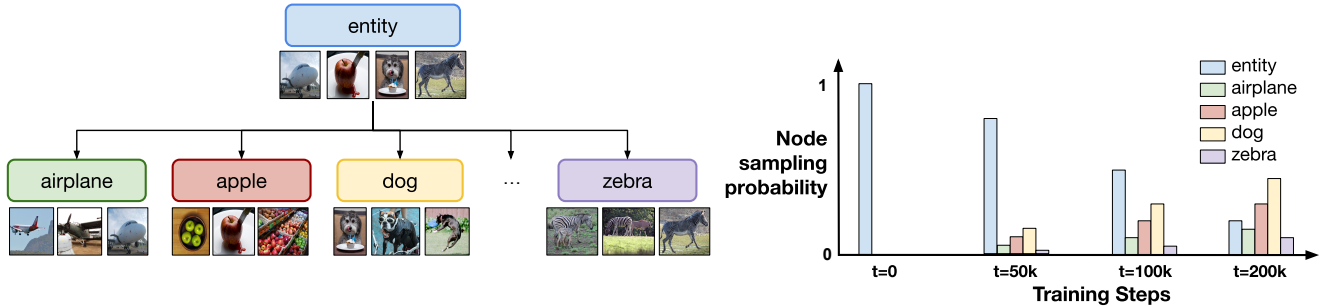 entity
airplane
apple
dog
...
zebra
Node
sampling
probability
1
0
entity
airplane
apple
dog
zebra
t=0
t=50k
t=100k
t=200k
Training Steps